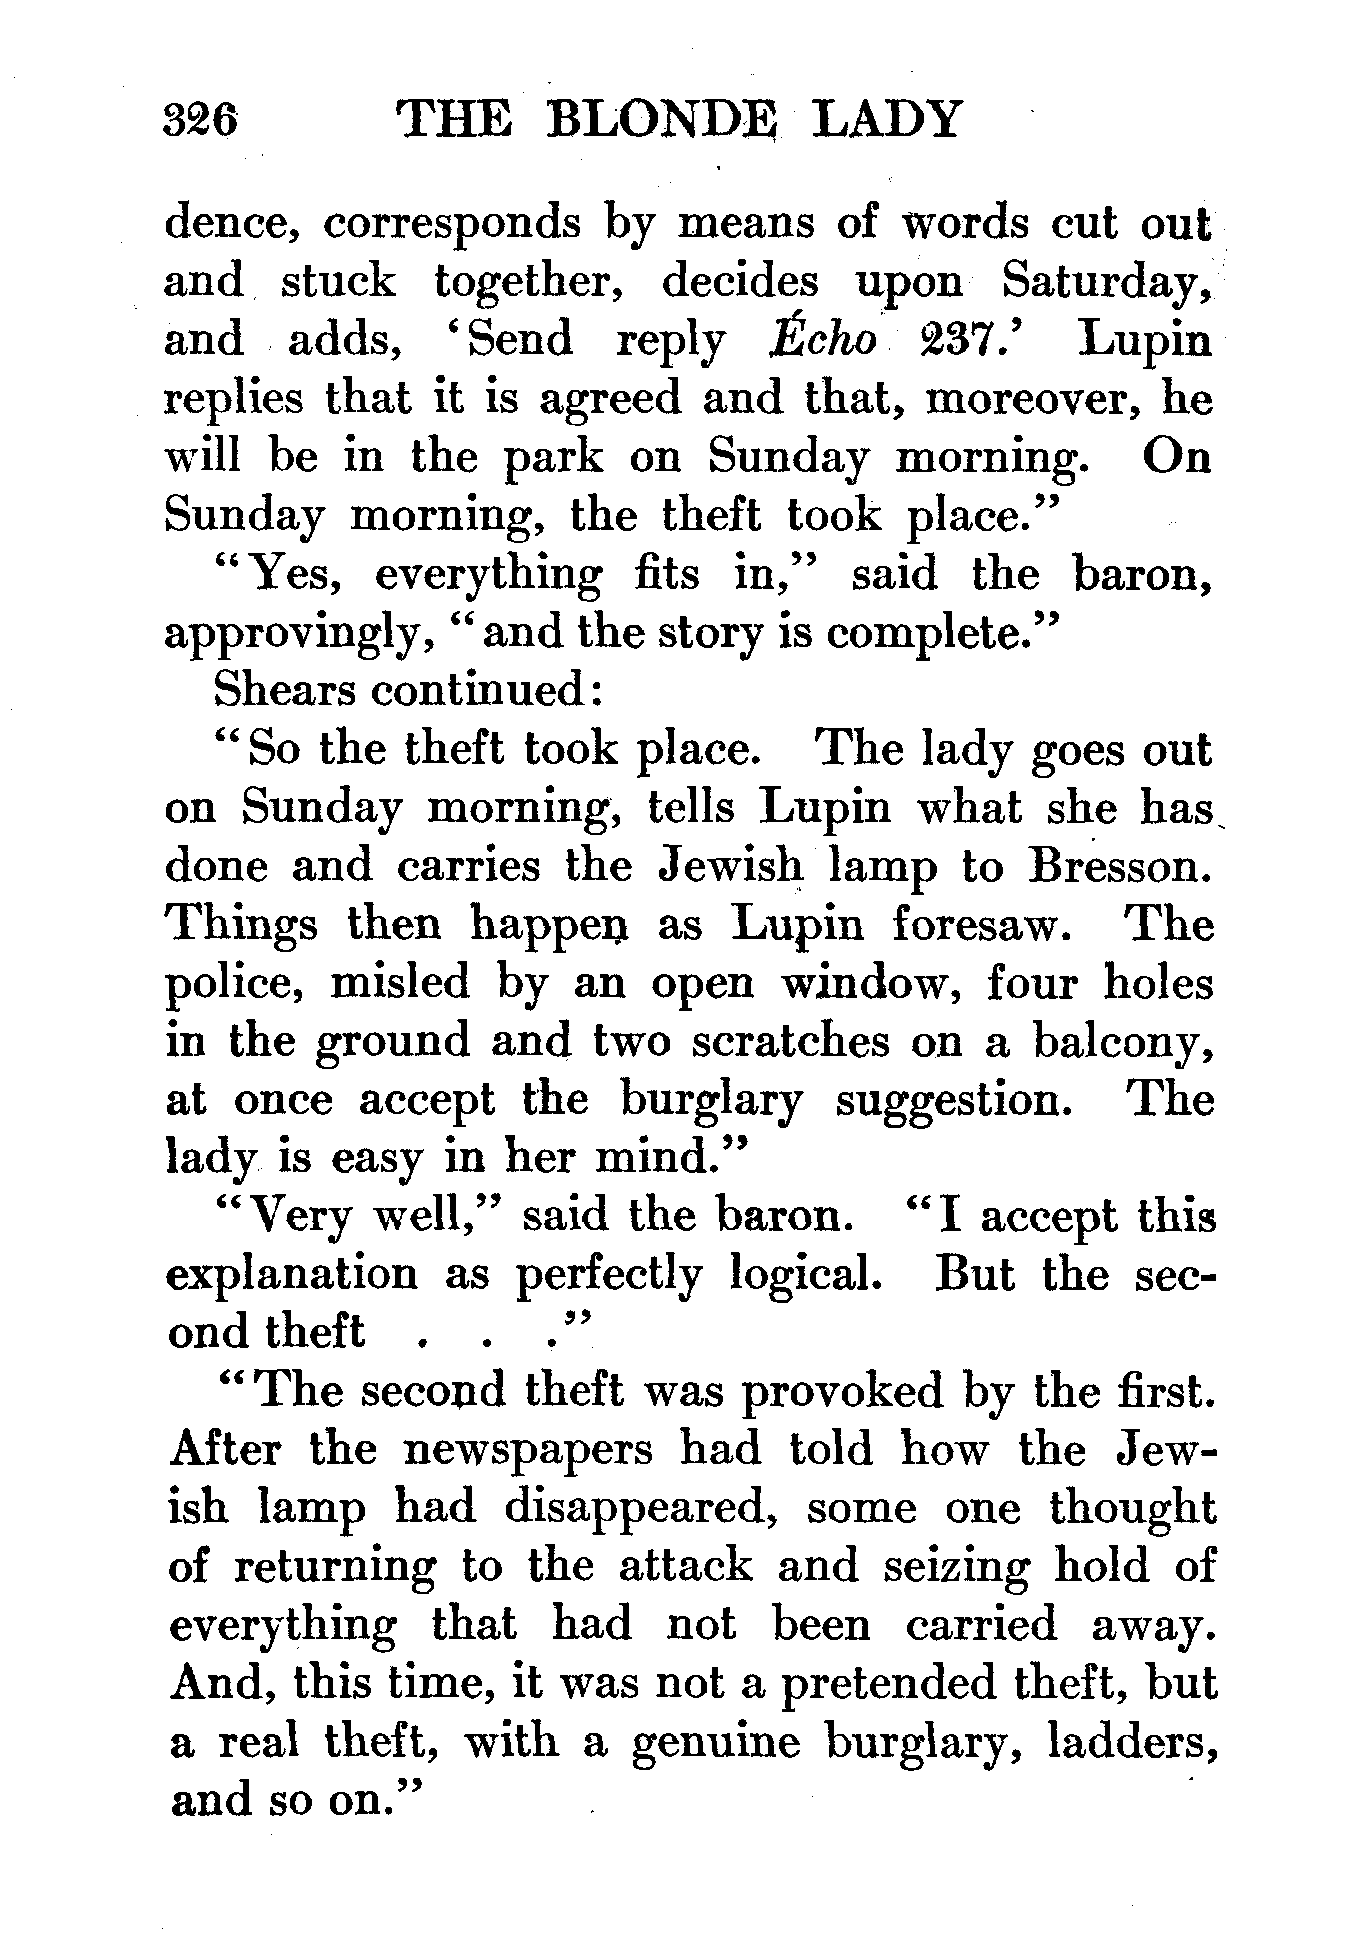 326 THE BLONDE LADY
dence, corresponds by means of words cut out
and stuck together, decides upon Saturday,
and adds, ‘Send reply Écho 237.’ Lupin
replies that it is agreed and that, moreover, he
will be in the park on Sunday morning. On
Sunday morning, the theft took place.”
“Yes, everything fits in,” said the baron,
approvingly, “and the story is complete.”
Shears continued:
“So the theft took place. The lady goes out
on Sunday morning, tells Lupin what she has
done and carries the Jewish lamp to Bresson.
Things then happen as Lupin foresaw. The
police, misled by an open window, four holes
in the ground and two scratches on a balcony,
at once accept the burglary suggestion. The
lady is easy in her mind.”
“Very well,” said the baron. “I accept this
explanation as perfectly logical. But the sec-
ond theft . . .”
“The second theft was provoked by the first.
After the newspapers had told how the Jew-
ish lamp had disappeared, some one thought
of returning to the attack and seizing hold of
everything that had not been carried away.
And, this time, it was not a pretended theft, but
a real theft, with a genuine burglary, ladders,
and so on.”